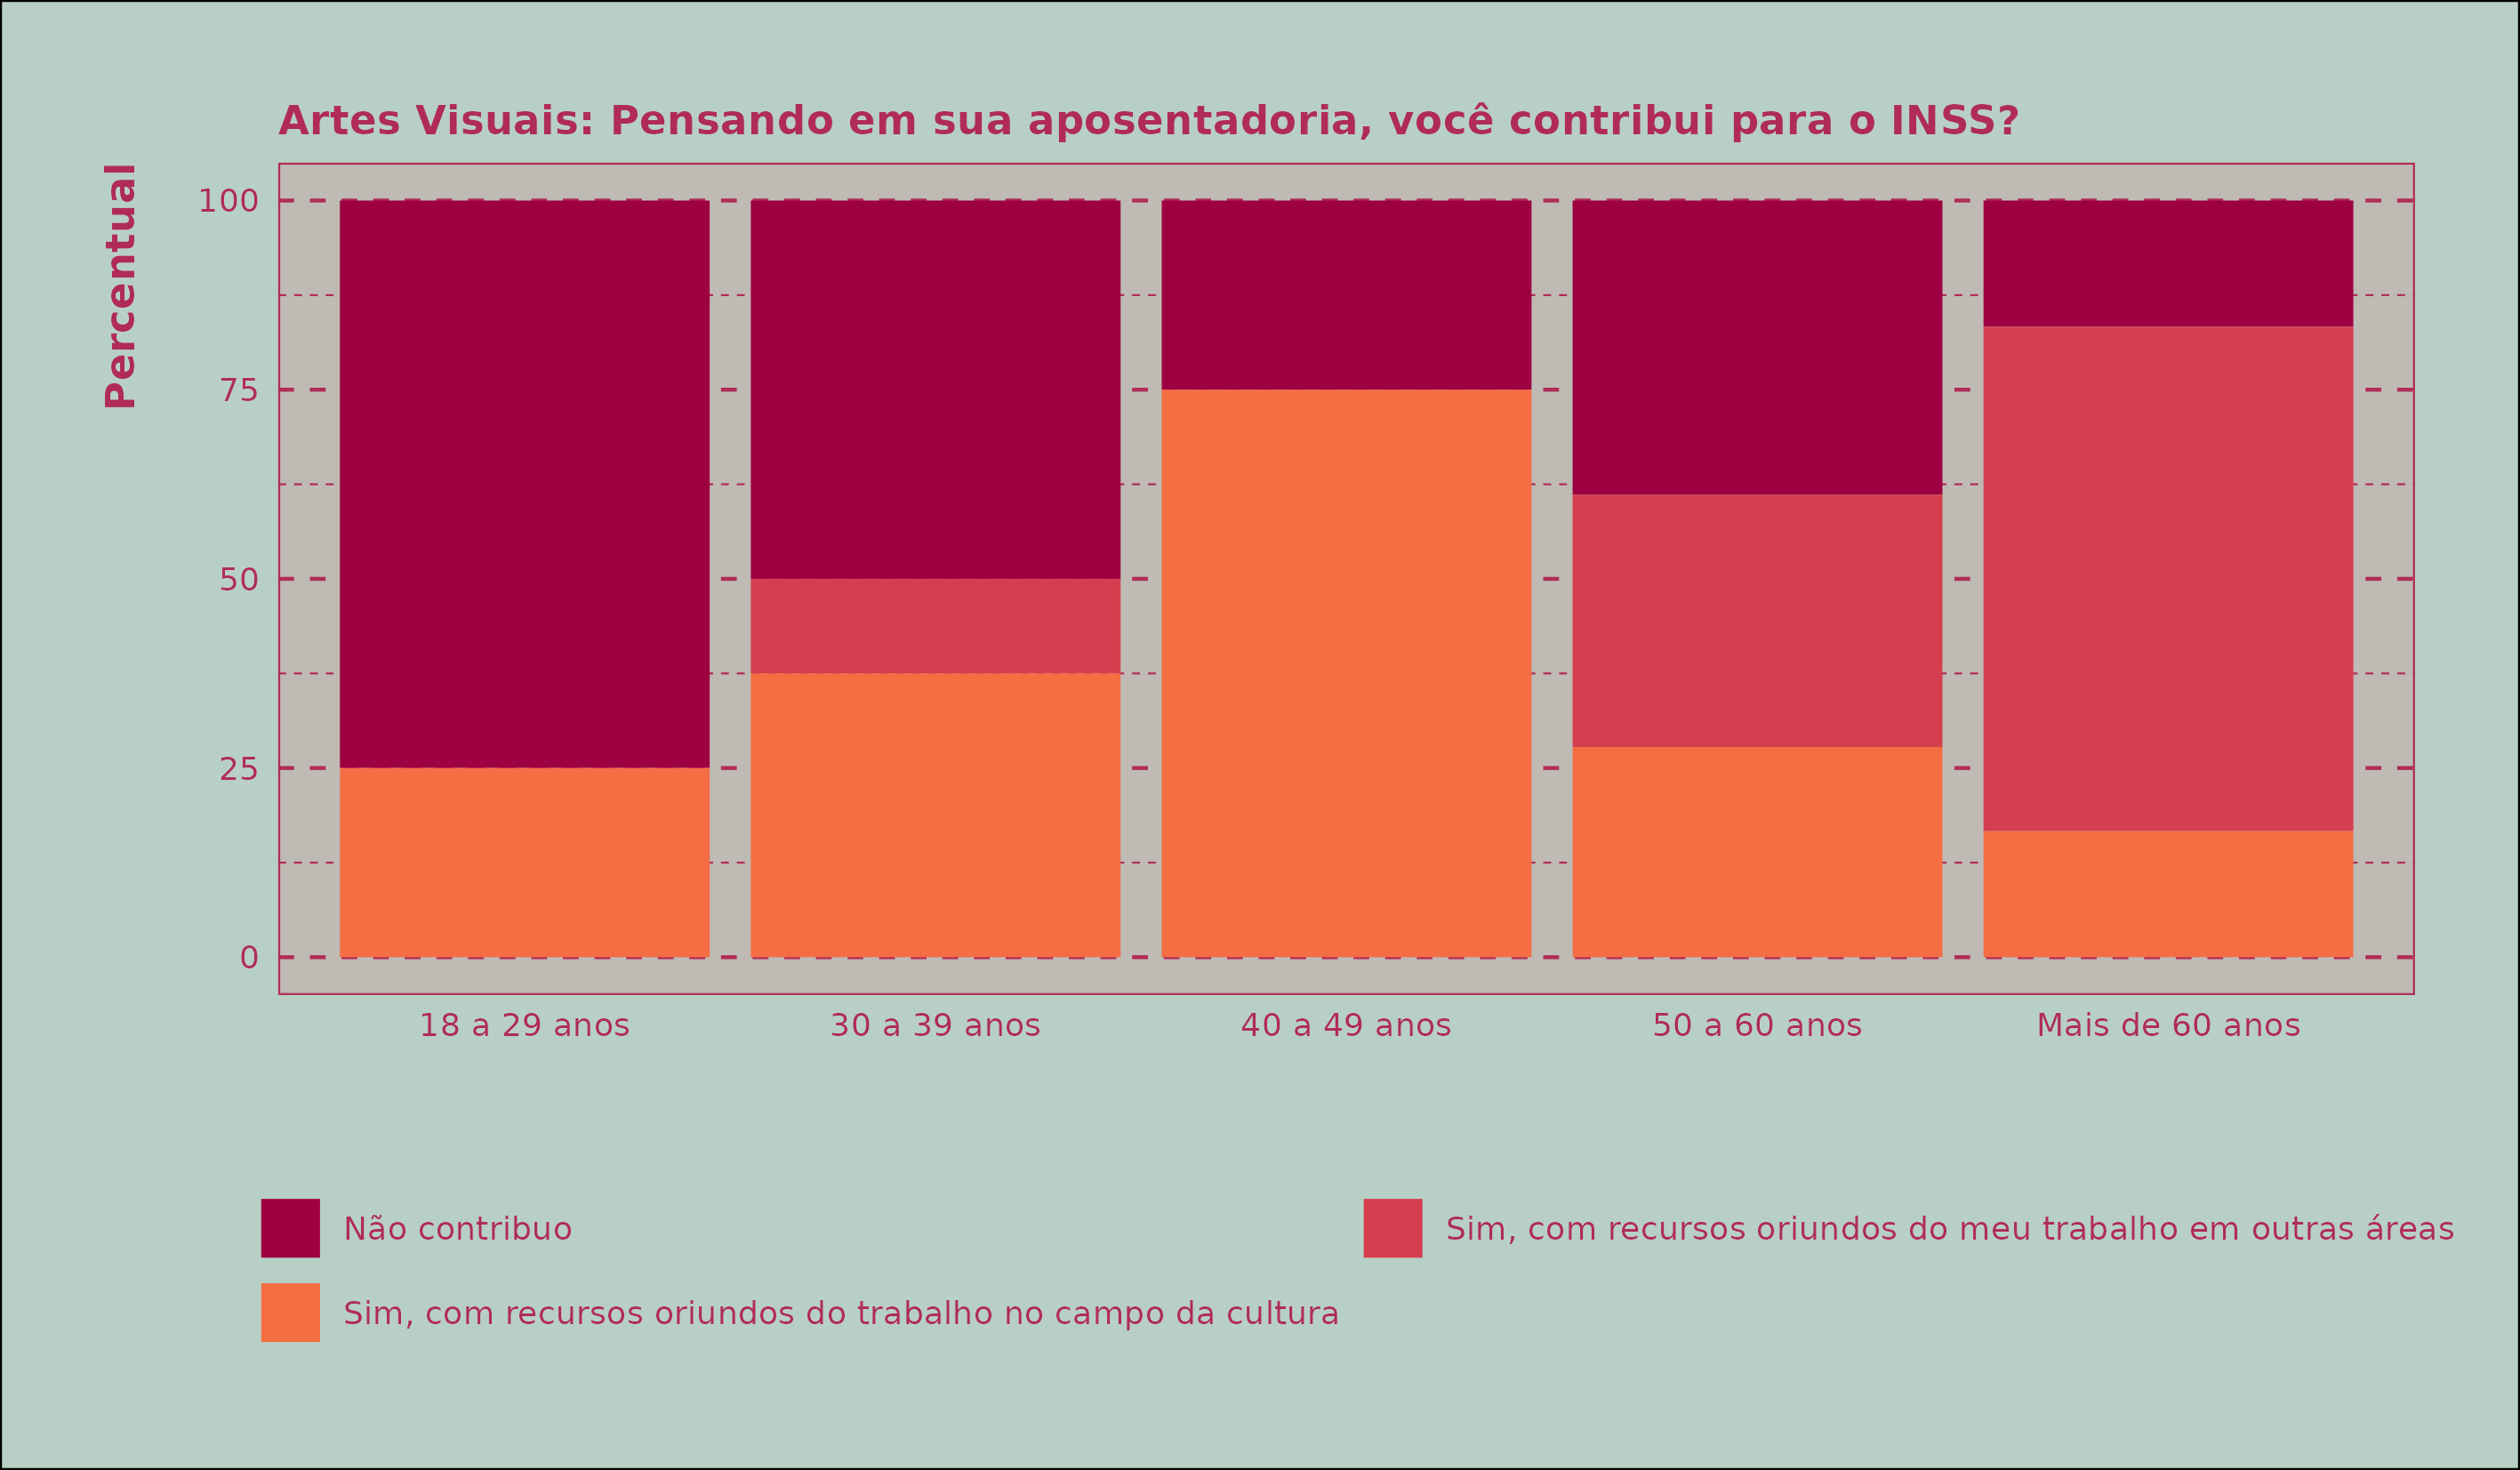 Artes Visuais: Pensando em sua aposentadoria, você contribui para o INSS?
Percentual
100
75
50
25
0
18 a 29 anos
30 a 39 anos
40 a 49 anos
50 a 60 anos
Mais de 60 anos
Não contribuo
Sim, com recursos oriundos do meu trabalho em outras áreas
Sim, com recursos oriundos do trabalho no campo da cultura